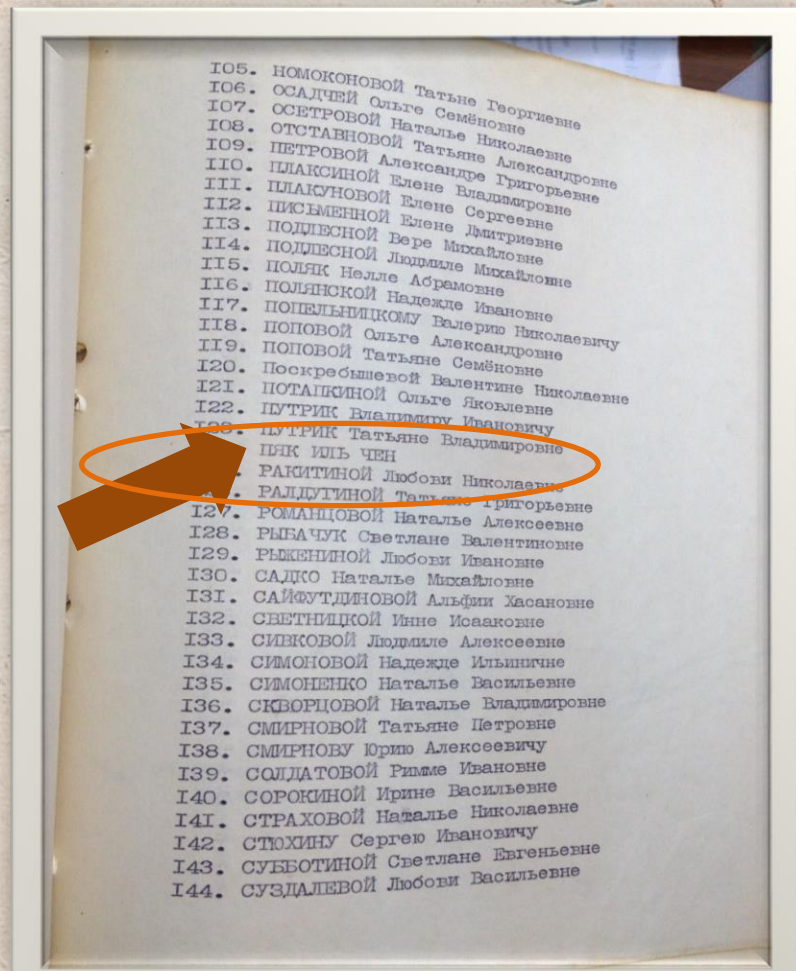 I05. НОМОКОНОВОЙ Татьне Георгиевне
I06. ОСАДЧЕЙ Ольге Семёновне
I07. ОСЕТРОВОЙ Наталье Николаевне
I08. ОТСТАВНОВОЙ Татьяне Александровне
I09. ПЕТРОВОЙ Александре Григорьевне
IIO. ПЛАКСИНОЙ Елене Владимировне
III. ПЛАКУНОВОЙ Елене Сергеевне
II2. ПИСЬМЕННОЙ Елене Дмитриевне
II3. ПОДЛЕСНОЙ Вере Михайловне
II4. ПОДЛЕСНОЙ Людмиле Михайловне
II5. ПОЛЯК Нелле Абрамовне
II6. ПОЛЯНСКОЙ Надежде Ивановне
II7. ПОПЕЛЬНИЦКОМУ Валерию Николаевичу
II8. ПОПОВОЙ Ольге Александровне
II9. ПОПОВОЙ Татьяне Семёновне
I20. Поскребышевой Валентине Николаевне
I2I. ПОТАПКИНОЙ Ольге Яковлевне
I22. ПУТРИК Владимиру Ивановичу
I23. ПУТРИК Татьяне Владимировне
ПЯК ИЛЬ ЧЕН
РАКИТИНОЙ Любови Николаевне
РАЛДУГИНОЙ Татьяне Григорьевне
I27. РОМАНЦОВОЙ Наталье Алексеевне
I28. РЫБАЧУК Светлане Валентиновне
I29. РЫЖЕНИНОЙ Любови Ивановне
I30. САДКО Наталье Михайловне
I3I. САЙФУТДИНОВОЙ Альфии Хасановне
I32. СВЕТНИЦКОЙ Инне Исааковне
I33. СИВКОВОЙ Людмиле Алексеевне
I34. СИМОНОВОЙ Надежде Ильиничне
I35. СИМОНЕНКО Наталье Васильевне
I36. СКВОРЦОВОЙ Наталье Владимировне
I37. СМИРНОВОЙ Татьяне Петровне
I38. СМИРНОВУ Юрию Алексеевичу
I39. СОЛДАТОВОЙ Римме Ивановне
I40. СОРОКИНОЙ Ирине Васильевне
I4I. СТРАХОВОЙ Наталье Николаевне
I42. СТЮХИНУ Сергею Ивановичу
I43. СУББОТИНОЙ Светлане Евгеньевне
I44. СУЗДАЛЕВОЙ Любови Васильевне